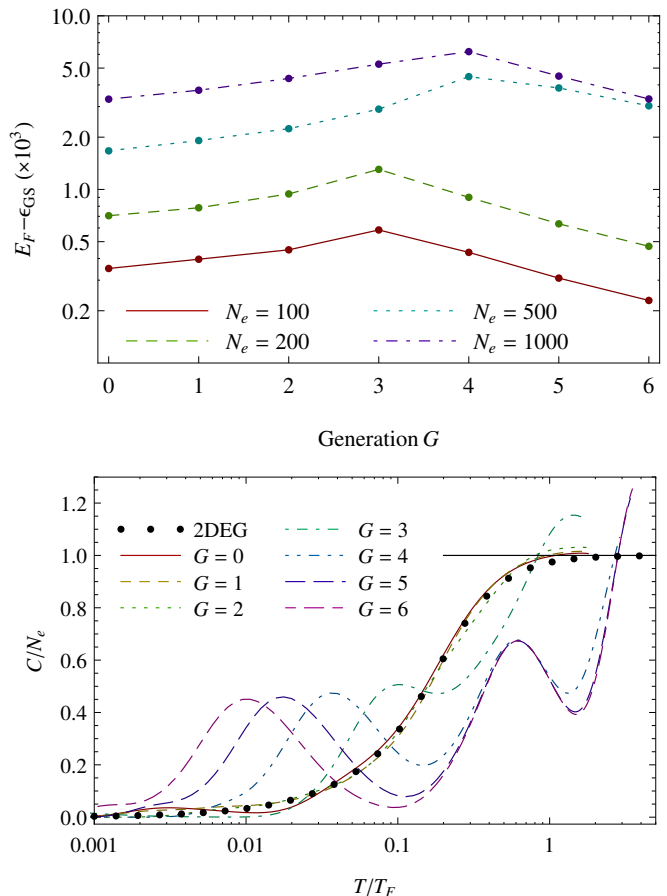 10.0
5.0
2.0
1.0
0.5
0.2
E_F−ϵ_GS (×10^3)
N_e = 100
N_e = 500
N_e = 200
N_e = 1000
0 1 2 3 4 5 6
Generation G
1.2
1.0
0.8
0.6
0.4
0.2
0.0
C/N_e
2DEG
G = 3
G = 0
G = 4
G = 1
G = 5
G = 2
G = 6
0.001 0.01 0.1 1
T/T_F